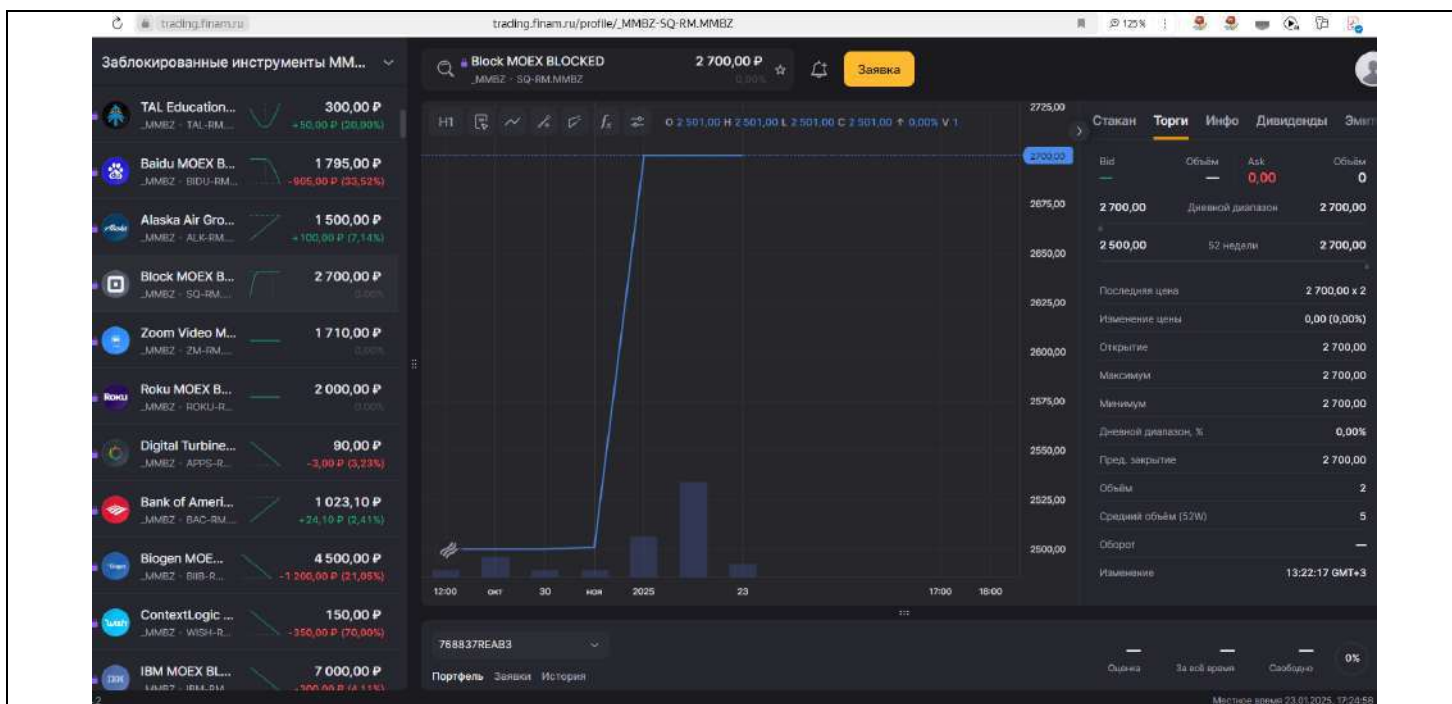 trading.finam.ru
trading.finam.ru/profile/_MMBZ-SQ-RM.MMBZ
125 %
Заблокированные инструменты ММ...
TAL Education... 300,00 ₽
_MMBZ · TAL-RM.... +50,00 ₽ (20,00%)
Baidu MOEX B... 1 795,00 ₽
_MMBZ · BIDU-RM... -905,00 ₽ (33,52%)
Alaska Air Gro... 1 500,00 ₽
_MMBZ · ALK-RM.... +100,00 ₽ (7,14%)
Block MOEX B... 2 700,00 ₽
_MMBZ · SQ-RM.... 0,00%
Zoom Video M... 1 710,00 ₽
_MMBZ · ZM-RM.... 0,00%
Roku MOEX B... 2 000,00 ₽
_MMBZ · ROKU-R... 0,00%
Digital Turbine... 90,00 ₽
_MMBZ · APPS-R... -3,00 ₽ (3,23%)
Bank of Ameri... 1 023,10 ₽
_MMBZ · BAC-RM.... +24,10 ₽ (2,41%)
Biogen MOE... 4 500,00 ₽
_MMBZ · BIIB-R... -1 200,00 ₽ (21,05%)
ContextLogic ... 150,00 ₽
_MMBZ · WISH-R... -350,00 ₽ (70,00%)
IBM MOEX BL... 7 000,00 ₽
_MMBZ · IBM-RM -300,00 ₽ (4,11%)
Block MOEX BLOCKED 2 700,00 ₽
_MMBZ · SQ-RM.MMBZ 0,00%
Заявка
H1 O 2 501,00 H 2 501,00 L 2 501,00 C 2 501,00 0,00% V 1
2725,00
2700,00
2675,00
2650,00
2625,00
2600,00
2575,00
2550,00
2525,00
2500,00
12:00 окт 30 ноя 2025 23 17:00 18:00
768837REAB3
Портфель Заявки История
Стакан Торги Инфо Дивиденды
Bid Объём Ask Объём
— — 0,00 0
2 700,00 Дневной диапазон 2 700,00
2 500,00 52 недели 2 700,00
Последняя цена 2 700,00 x 2
Изменение цены 0,00 (0,00%)
Открытие 2 700,00
Максимум 2 700,00
Минимум 2 700,00
Дневной диапазон, % 0,00%
Пред. закрытие 2 700,00
Объём 2
Средний объём (52W) 5
Оборот —
Изменение 13:22:17 GMT+3
— — —
Оценка За всё время Свободно 0%
Местное время 23.01.2025, 17:24:58